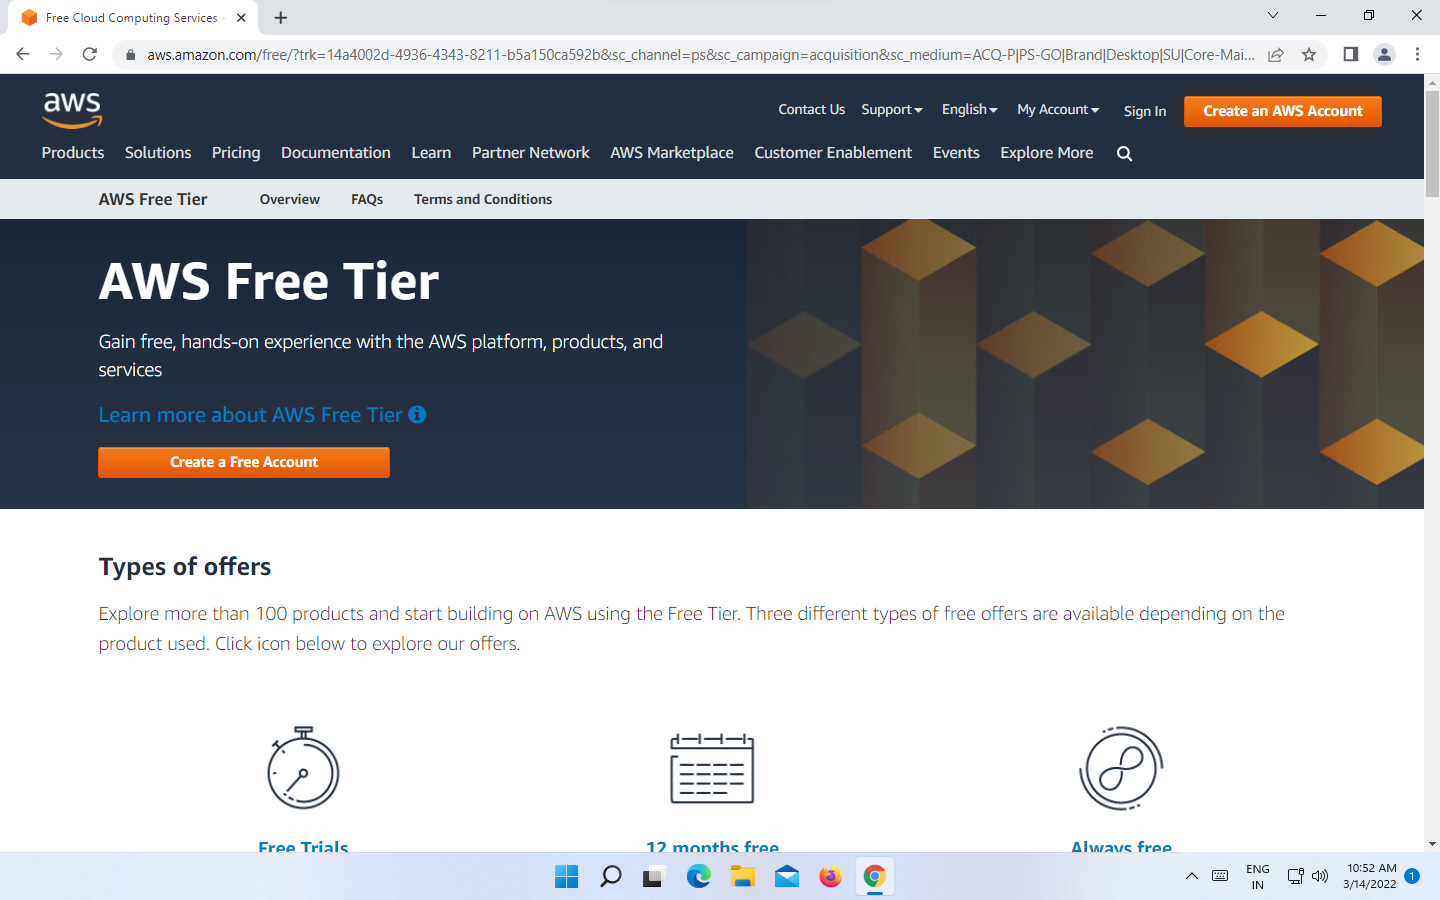 Free Cloud Computing Services -
aws.amazon.com/free/?trk=14a4002d-4936-4343-8211-b5a150ca592b&sc_channel=ps&sc_campaign=acquisition&sc_medium=ACQ-P|PS-GO|Brand|Desktop|SU|Core-Mai...
aws
Contact Us Support English My Account Sign In Create an AWS Account
Products Solutions Pricing Documentation Learn Partner Network AWS Marketplace Customer Enablement Events Explore More
AWS Free Tier Overview FAQs Terms and Conditions
AWS Free Tier
Gain free, hands-on experience with the AWS platform, products, and
services
Learn more about AWS Free Tier
Create a Free Account
Types of offers
Explore more than 100 products and start building on AWS using the Free Tier. Three different types of free offers are available depending on the
product used. Click icon below to explore our offers.
Free Trials 12 months free Always free
ENG 10:52 AM
IN 3/14/2022 1